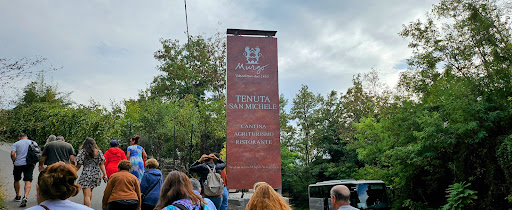 Murgo
TENUTA
SAN MICHELE
CANTINA
AGRITURISMO
RISTORANTE